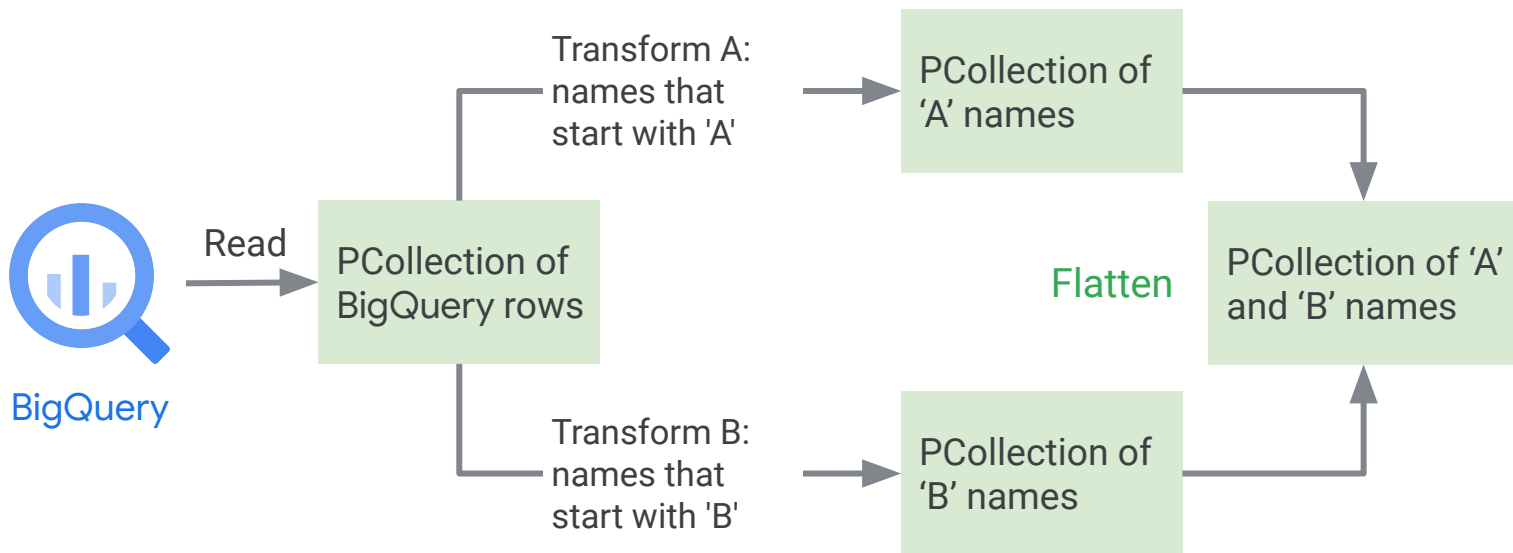 Transform A:
names that
start with 'A'
PCollection of
‘A’ names
Read
PCollection of
BigQuery rows
Flatten
PCollection of ‘A’
and ‘B’ names
BigQuery
Transform B:
names that
start with 'B'
PCollection of
‘B’ names